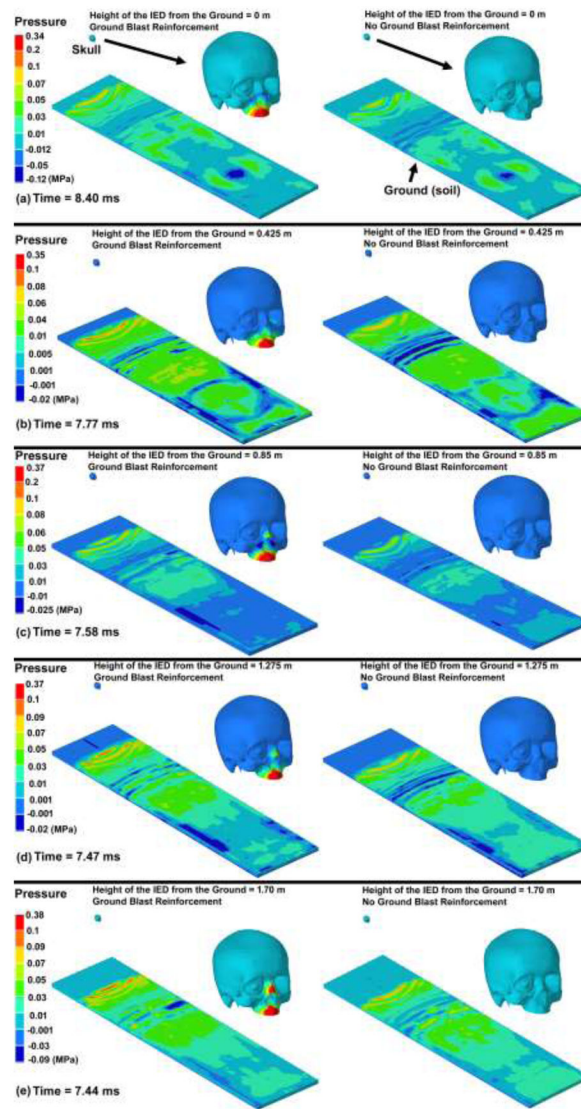 Pressure
0.34
0.2
0.1
0.07
0.05
0.03
0.01
-0.012
-0.05
-0.12 (MPa)
Height of the IED from the Ground = 0 m
Ground Blast Reinforcement
Skull
Height of the IED from the Ground = 0 m
No Ground Blast Reinforcement
Ground (soil)
(a) Time = 8.40 ms
Pressure
0.35
0.1
0.08
0.06
0.04
0.01
0.005
0.001
-0.001
-0.02 (MPa)
Height of the IED from the Ground = 0.425 m
Ground Blast Reinforcement
Height of the IED from the Ground = 0.425 m
No Ground Blast Reinforcement
(b) Time = 7.77 ms
Pressure
0.37
0.2
0.1
0.08
0.06
0.05
0.03
0.01
0.01
-0.025 (MPa)
Height of the IED from the Ground = 0.85 m
Ground Blast Reinforcement
Height of the IED from the Ground = 0.85 m
No Ground Blast Reinforcement
(c) Time = 7.58 ms
Pressure
0.37
0.1
0.09
0.07
0.05
0.03
0.01
0.001
-0.001
-0.02 (MPa)
Height of the IED from the Ground = 1.275 m
Ground Blast Reinforcement
Height of the IED from the Ground = 1.275 m
No Ground Blast Reinforcement
(d) Time = 7.47 ms
Pressure
0.38
0.1
0.09
0.07
0.05
0.03
0.01
-0.001
-0.03
-0.09 (MPa)
Height of the IED from the Ground = 1.70 m
Ground Blast Reinforcement
Height of the IED from the Ground = 1.70 m
No Ground Blast Reinforcement
(e) Time = 7.44 ms